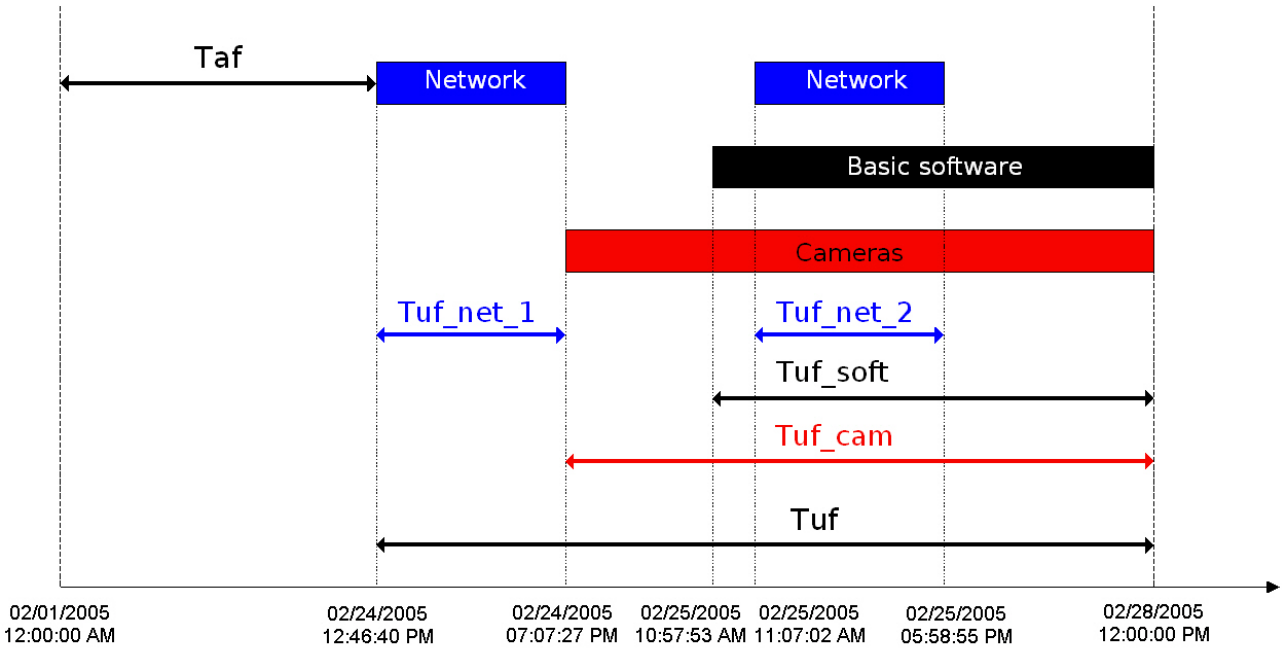 Taf
Network
Network
Basic software
Cameras
Tuf_net_1
Tuf_net_2
Tuf_soft
Tuf_cam
Tuf
02/01/2005
12:00:00 AM
02/24/2005
12:46:40 PM
02/24/2005
07:07:27 PM
02/25/2005
10:57:53 AM
02/25/2005
11:07:02 AM
02/25/2005
05:58:55 PM
02/28/2005
12:00:00 PM